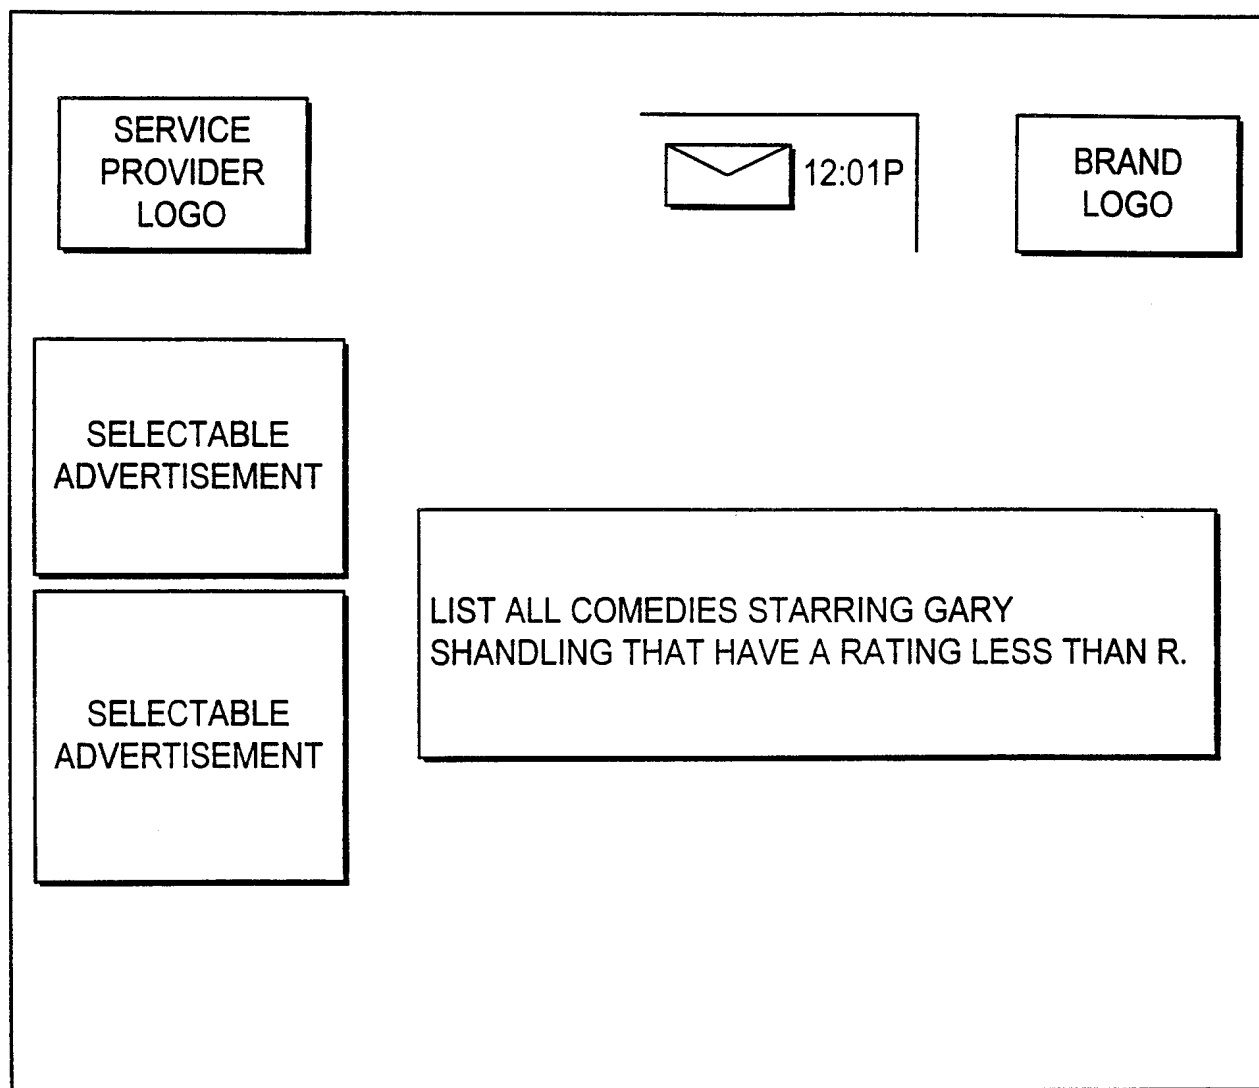 SERVICE
PROVIDER
LOGO
12:01P
BRAND
LOGO
SELECTABLE
ADVERTISEMENT
LIST ALL COMEDIES STARRING GARY
SHANDLING THAT HAVE A RATING LESS THAN R.
SELECTABLE
ADVERTISEMENT